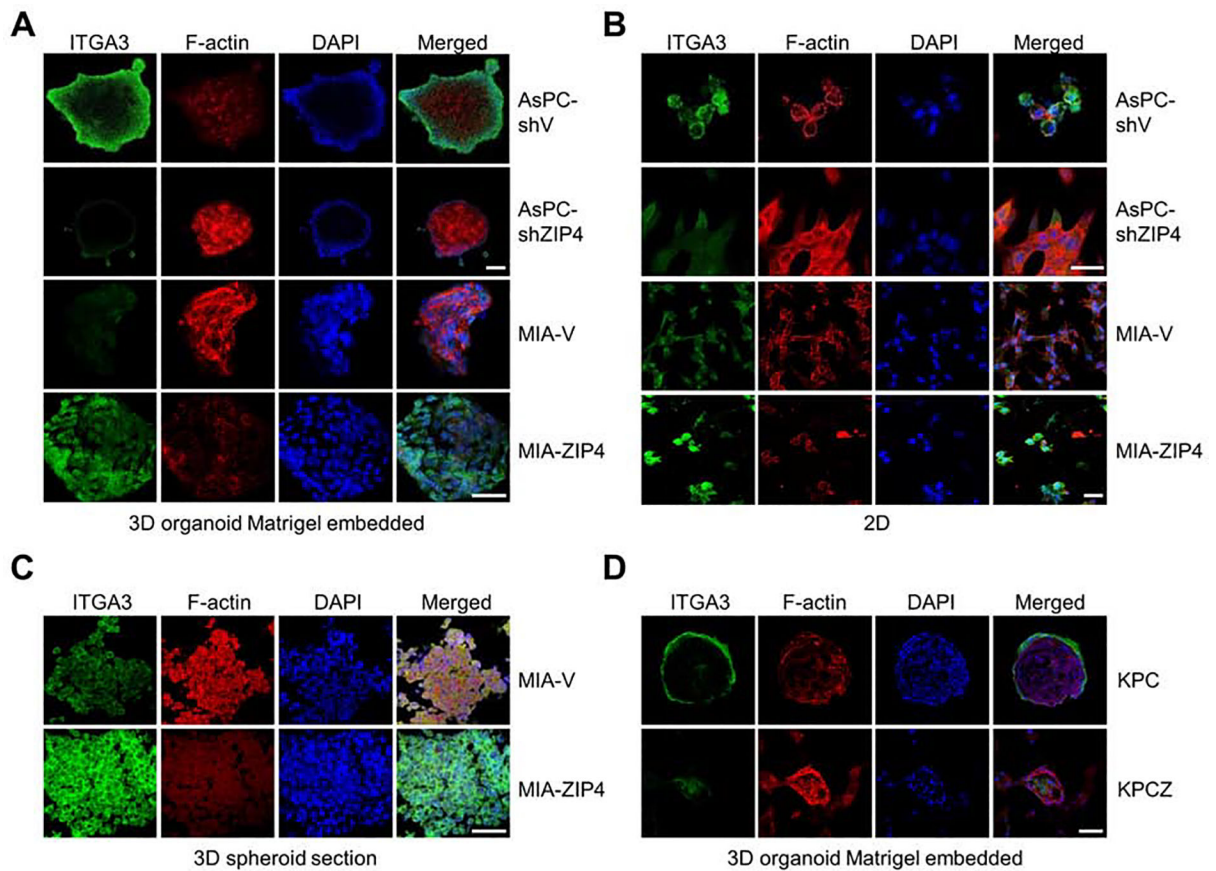 A
ITGA3 F-actin DAPI Merged
AsPC-
shV
AsPC-
shZIP4
MIA-V
MIA-ZIP4
3D organoid Matrigel embedded
B
ITGA3 F-actin DAPI Merged
AsPC-
shV
AsPC-
shZIP4
MIA-V
MIA-ZIP4
2D
C
ITGA3 F-actin DAPI Merged
MIA-V
MIA-ZIP4
3D spheroid section
D
ITGA3 F-actin DAPI Merged
KPC
KPCZ
3D organoid Matrigel embedded